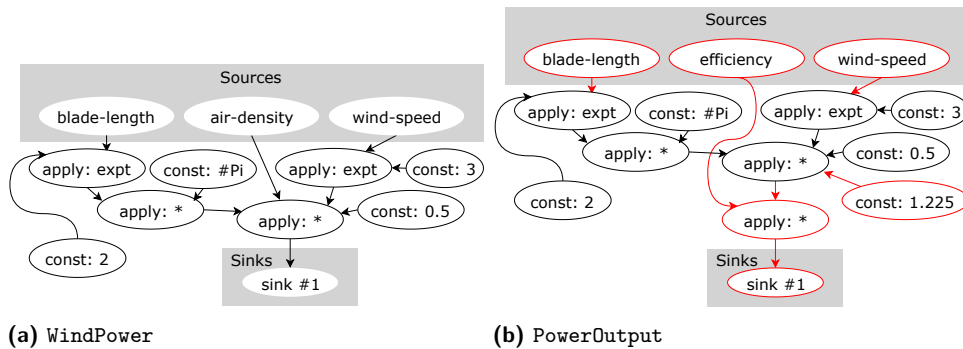 Sources
blade-length air-density wind-speed
apply: expt const: #Pi apply: expt const: 3
apply: * apply: * const: 0.5
const: 2
Sinks
sink #1
(a) WindPower
Sources
blade-length efficiency wind-speed
apply: expt const: #Pi apply: expt const: 3
apply: * apply: * const: 0.5
const: 2 const: 1.225
apply: *
Sinks
sink #1
(b) PowerOutput